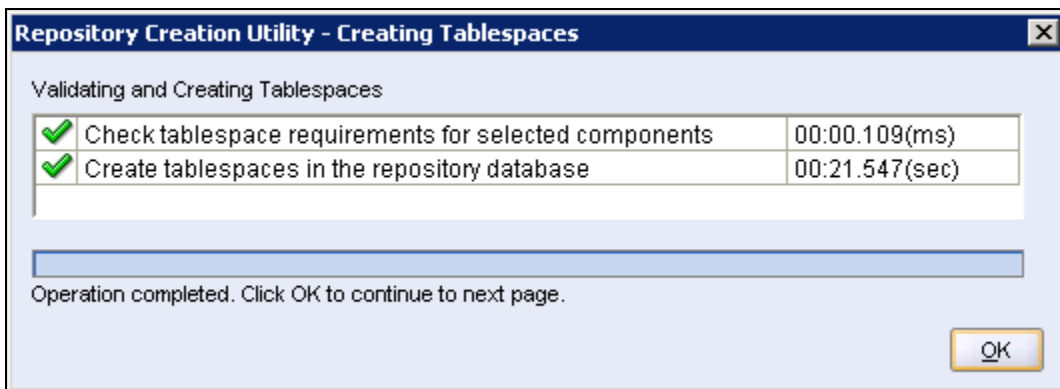 Repository Creation Utility - Creating Tablespaces
Validating and Creating Tablespaces
Check tablespace requirements for selected components 00:00.109(ms)
Create tablespaces in the repository database 00:21.547(sec)
Operation completed. Click OK to continue to next page.
OK